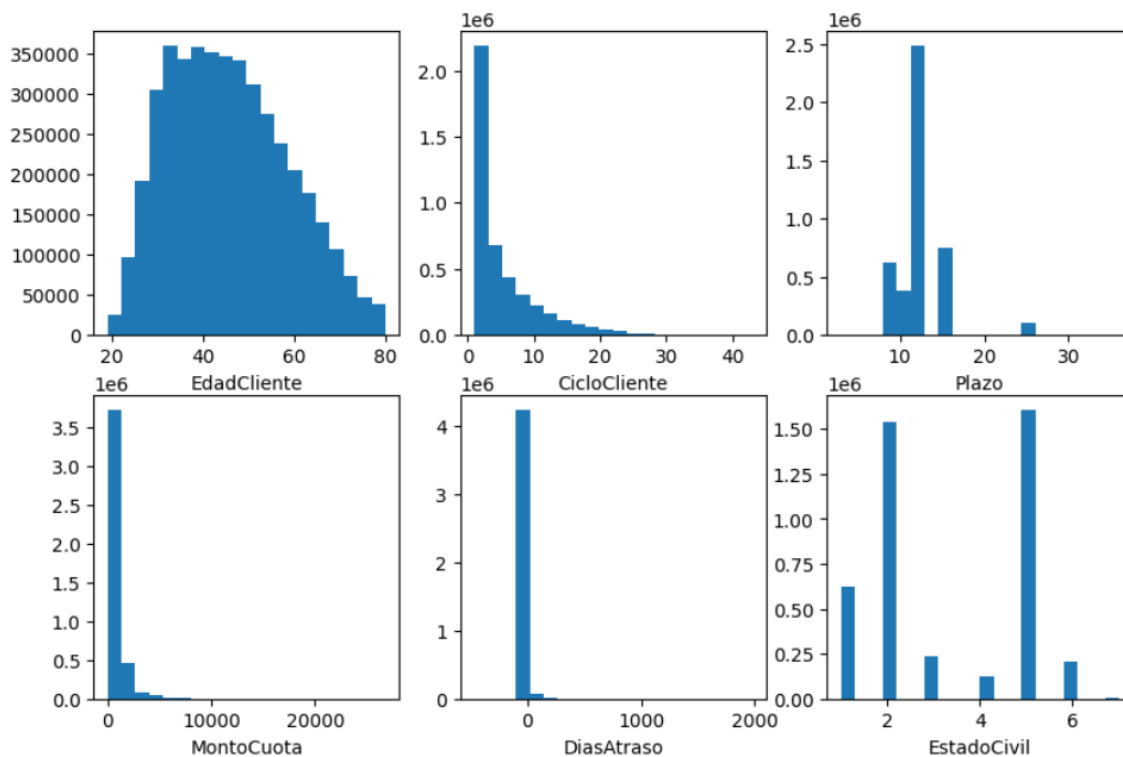 350000
300000
250000
200000
150000
100000
50000
0
20 40 60 80
EdadCliente
1e6
2.0
1.5
1.0
0.5
0.0
0 10 20 30 40
CicloCliente
1e6
2.5
2.0
1.5
1.0
0.5
0.0
10 20 30
Plazo
1e6
3.5
3.0
2.5
2.0
1.5
1.0
0.5
0.0
0 10000 20000
MontoCuota
1e6
4
3
2
1
0
0 1000 2000
DiasAtraso
1e6
1.50
1.25
1.00
0.75
0.50
0.25
0.00
2 4 6
EstadoCivil